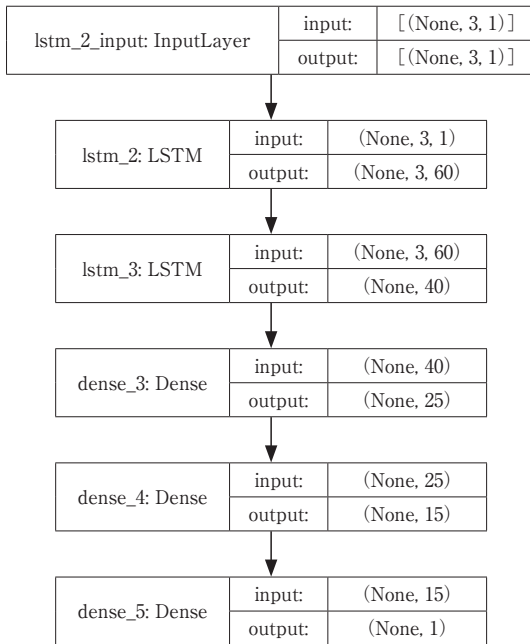 lstm_2_input: InputLayer
input:
[(None, 3, 1)]
output:
[(None, 3, 1)]
lstm_2: LSTM
input:
(None, 3, 1)
output:
(None, 3, 60)
lstm_3: LSTM
input:
(None, 3, 60)
output:
(None, 40)
dense_3: Dense
input:
(None, 40)
output:
(None, 25)
dense_4: Dense
input:
(None, 25)
output:
(None, 15)
dense_5: Dense
input:
(None, 15)
output:
(None, 1)